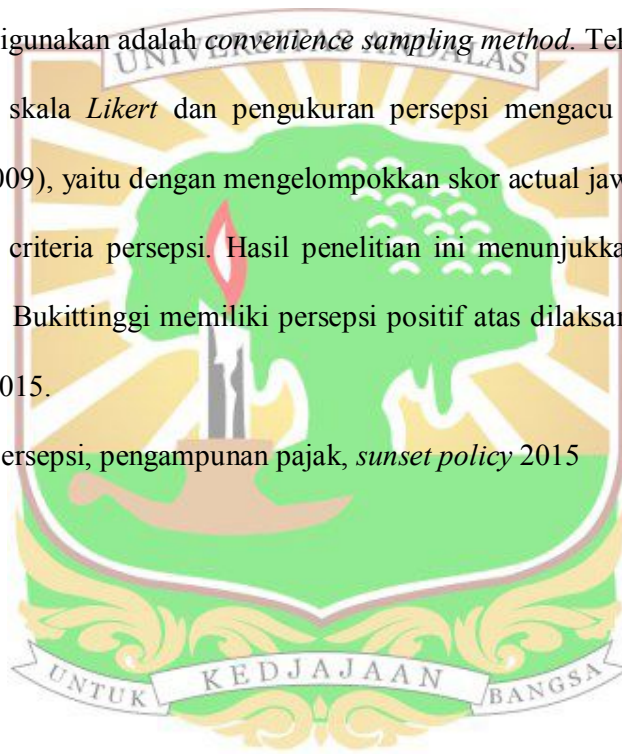 igunakan adalah convenience sampling method. Tel
UNIVERSITAS ANDALAS
skala Likert dan pengukuran persepsi mengacu
009), yaitu dengan mengelompokkan skor actual jaw
criteria persepsi. Hasil penelitian ini menunjukka
Bukittinggi memiliki persepsi positif atas dilaksan
015.
ersepsi, pengampunan pajak, sunset policy 2015
UNTUK KEDJAJAAN BANGSA